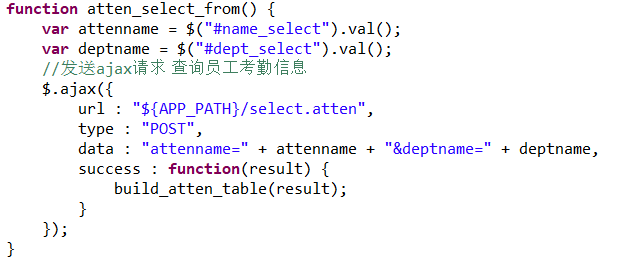 function atten_select_from() {
    var attenname = $("#name_select").val();
    var deptname = $("#dept_select").val();
    //发送ajax请求 查询员工考勤信息
    $.ajax({
        url : "${APP_PATH}/select.atten",
        type : "POST",
        data : "attenname=" + attenname + "&deptname=" + deptname,
        success : function(result) {
            build_atten_table(result);
        }
    });
}